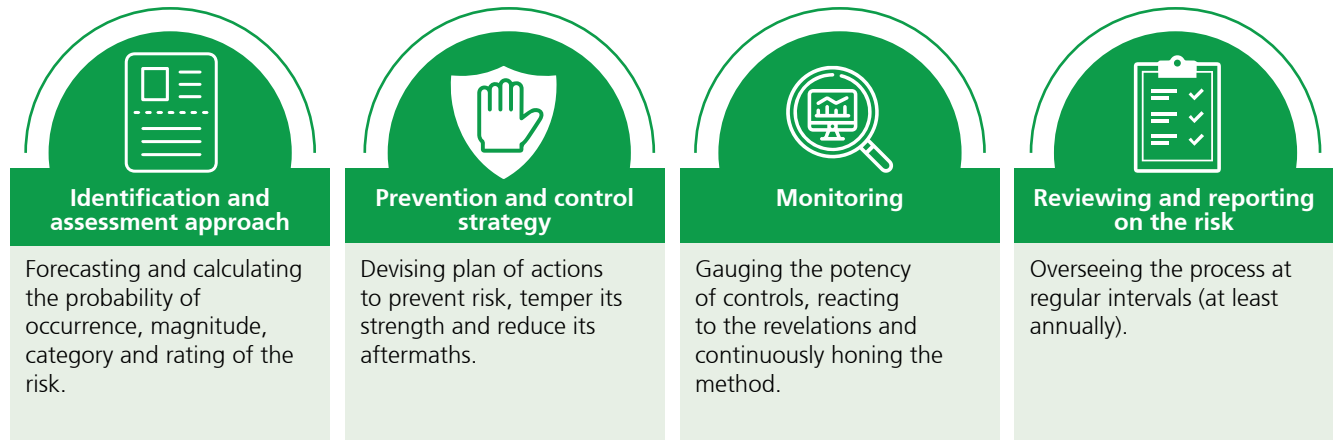 Identification and
assessment approach
Forecasting and calculating
the probability of
occurrence, magnitude,
category and rating of the
risk.
Prevention and control
strategy
Devising plan of actions
to prevent risk, temper its
strength and reduce its
aftermaths.
Monitoring
Gauging the potency
of controls, reacting
to the revelations and
continuously honing the
method.
Reviewing and reporting
on the risk
Overseeing the process at
regular intervals (at least
annually).